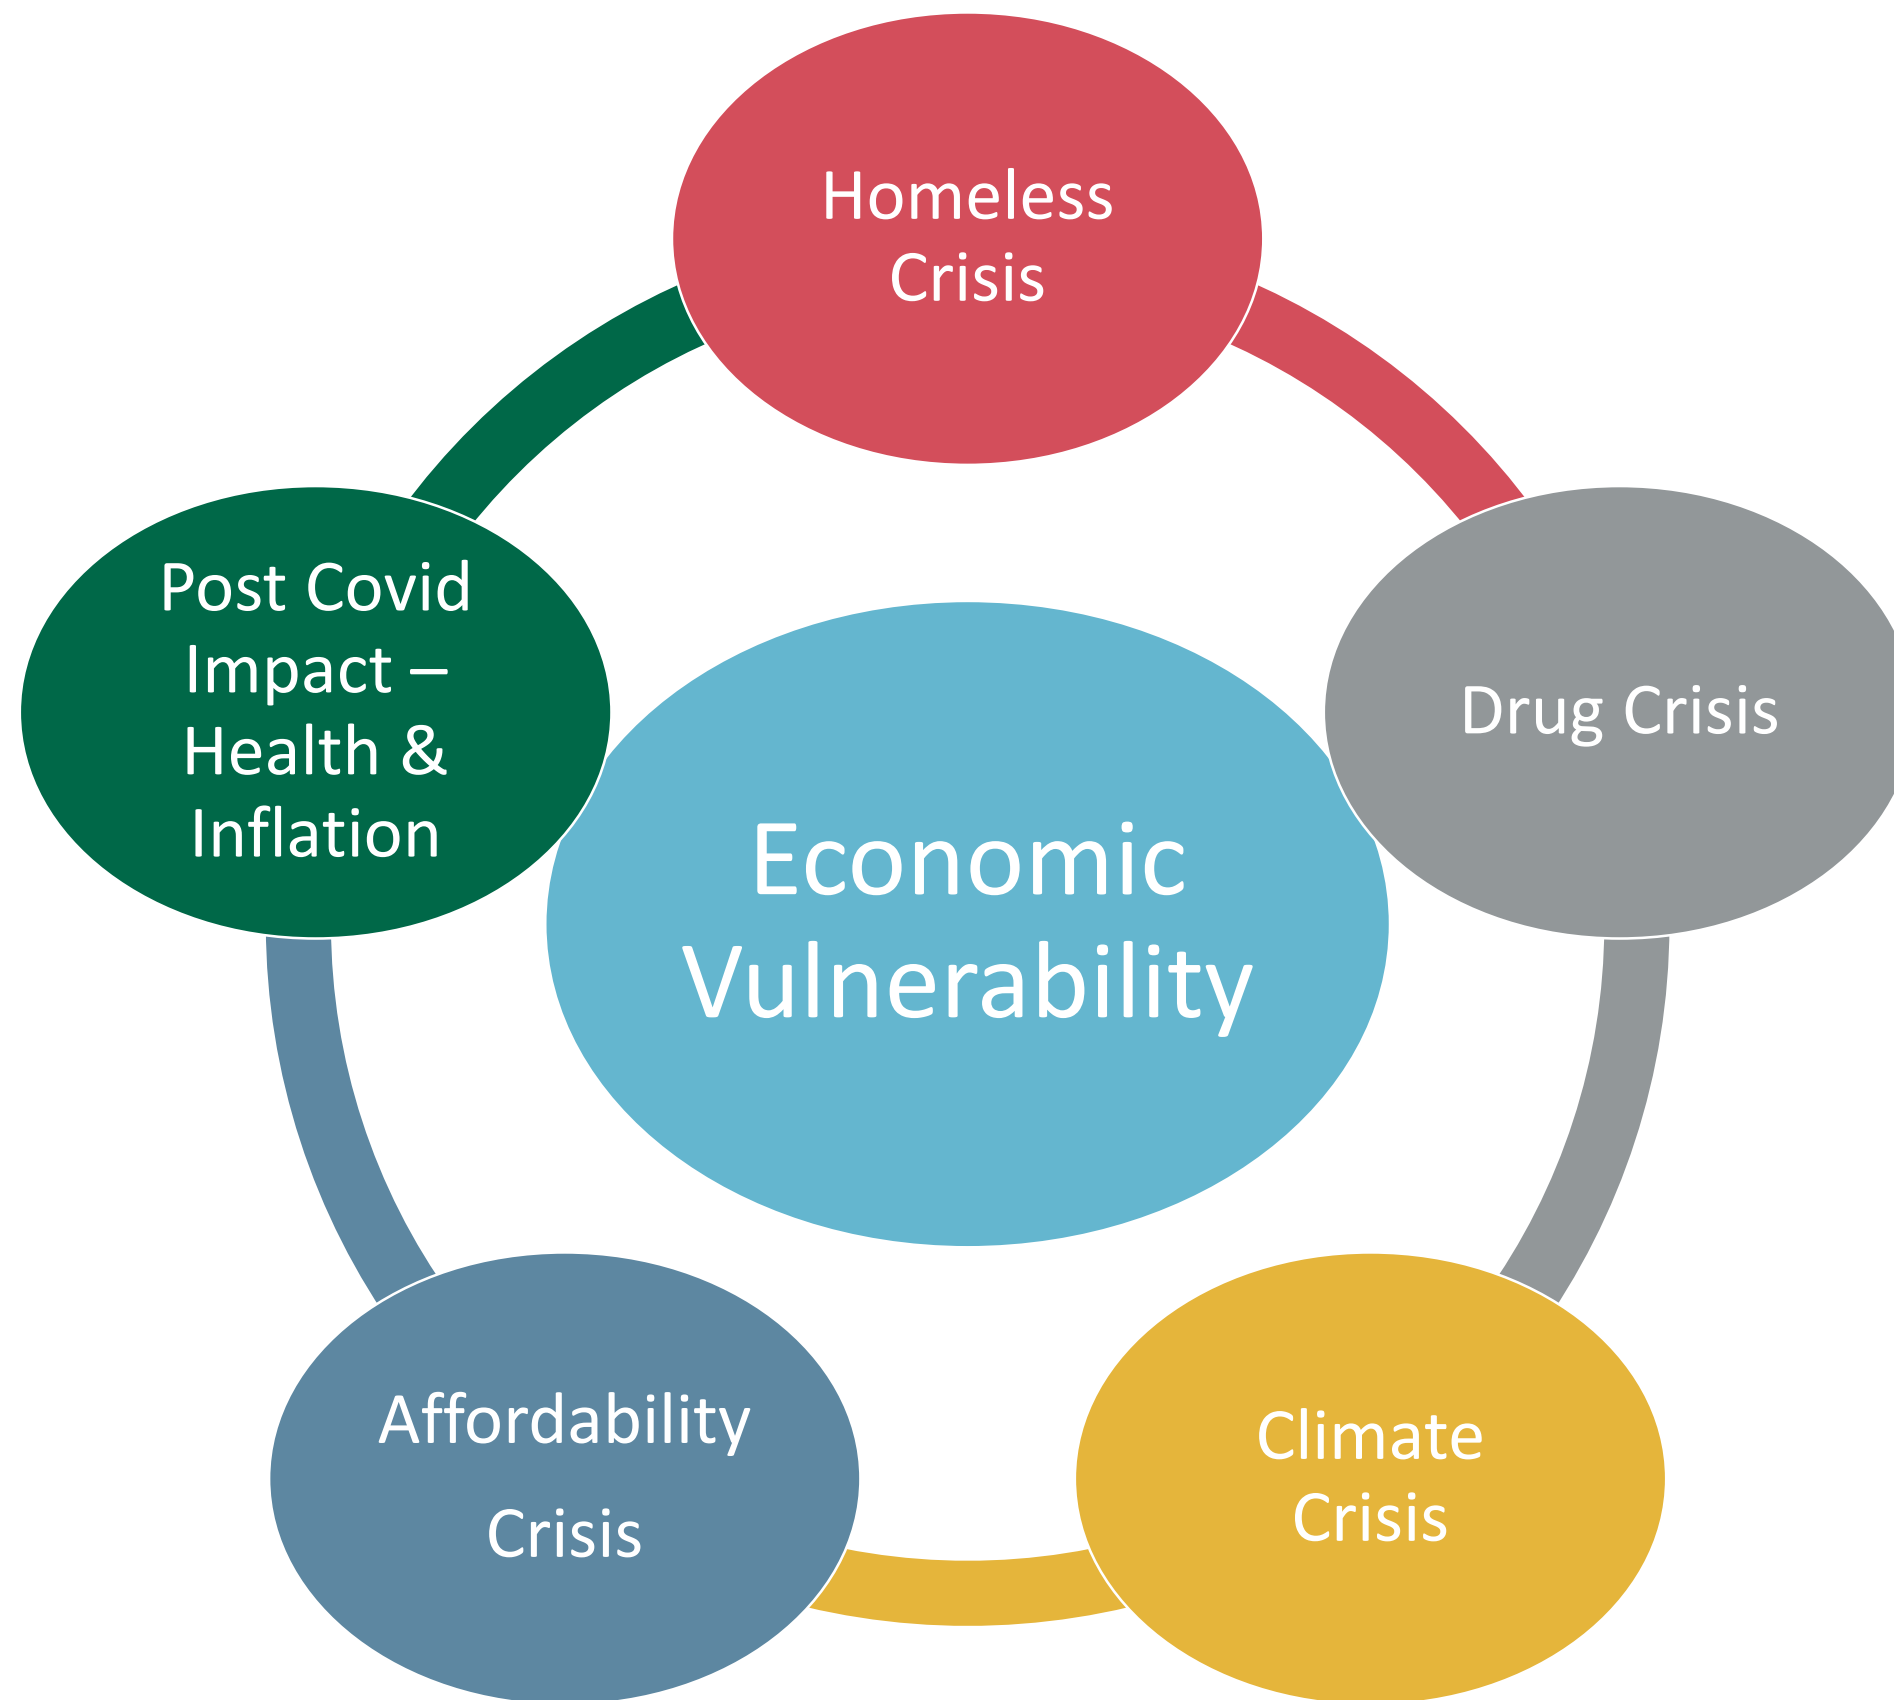 Homeless
Crisis
Post Covid
Impact –
Health &
Inflation
Drug Crisis
Economic
Vulnerability
Affordability
Crisis
Climate
Crisis